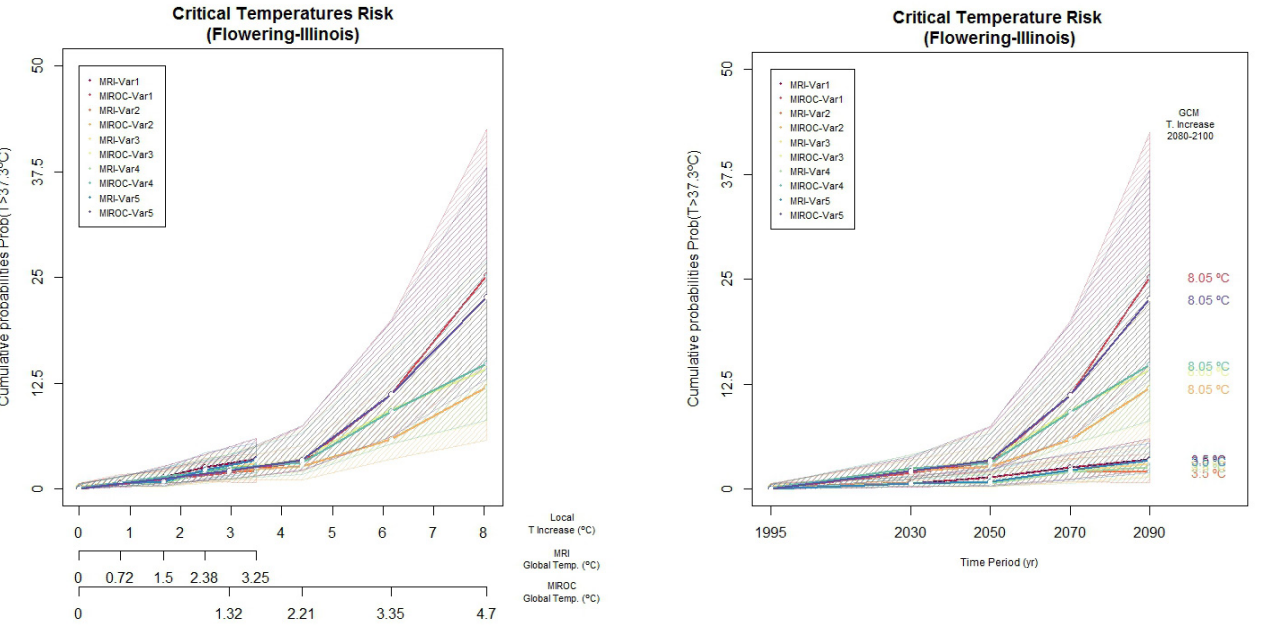 Critical Temperatures Risk
(Flowering-Illinois)
Cumulative probabilities Prob(T>37.3ºC)
50
37.5
25
12.5
0
MRI-Var1
MIROC-Var1
MRI-Var2
MIROC-Var2
MRI-Var3
MIROC-Var3
MRI-Var4
MIROC-Var4
MRI-Var5
MIROC-Var5
0 1 2 3 4 5 6 7 8
Local
T Increase (ºC)
0 0.72 1.5 2.38 3.25
MRI
Global Temp. (ºC)
0 1.32 2.21 3.35 4.7
MIROC
Global Temp. (ºC)
Critical Temperature Risk
(Flowering-Illinois)
Cumulative probabilities Prob(T>37.3ºC)
50
37.5
25
12.5
0
MRI-Var1
MIROC-Var1
MRI-Var2
MIROC-Var2
MRI-Var3
MIROC-Var3
MRI-Var4
MIROC-Var4
MRI-Var5
MIROC-Var5
GCM
T. Increase
2080-2100
8.05 ºC
8.05 ºC
8.05 ºC
8.05 ºC
3.5 ºC
3.5 ºC
1995 2030 2050 2070 2090
Time Period (yr)